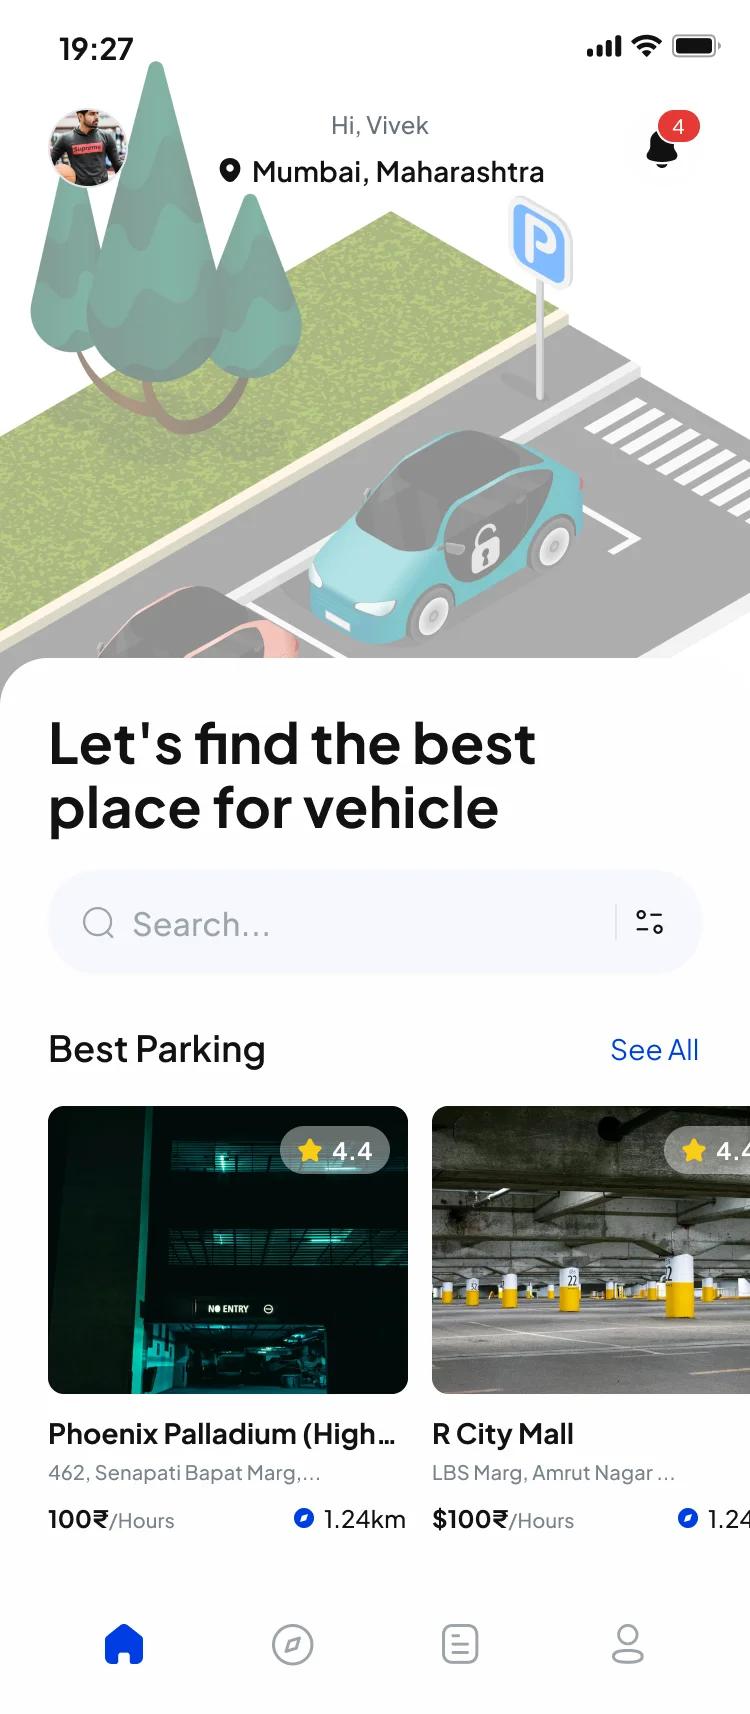 19:27
Hi, Vivek
4
Mumbai, Maharashtra
Supreme
P
Let's find the best
place for vehicle
Search...
Best Parking
See All
4.4
4.4
NO ENTRY
22
Phoenix Palladium (High...
R City Mall
462, Senapati Bapat Marg,...
LBS Marg, Amrut Nagar ...
100₹/Hours
1.24km
$100₹/Hours
1.24